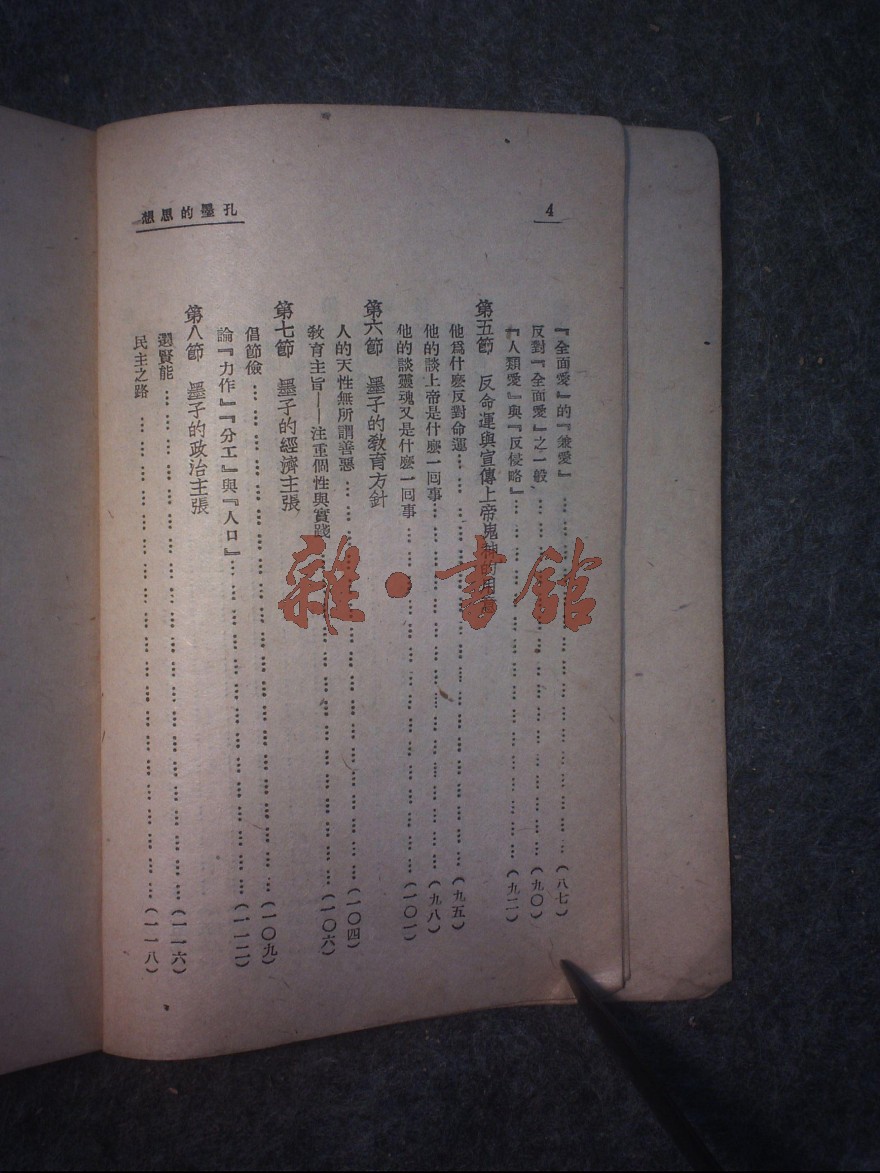 孔墨的思想
4
『全面愛』的『兼愛』………………………………（八七）
反對『全面愛』之一般………………………………（九〇）
『人類愛』與『反侵略』………………………………（九二）
第五節　反命運與宣傳上帝鬼神的用意
他爲什麼反對命運………………………………（九五）
他的談上帝是什麼一回事………………………………（九八）
他的談靈魂又是什麼一回事………………………………（一〇一）
第六節　墨子的教育方針
人的天性無所謂善惡………………………………（一〇四）
教育主旨——注重個性與實踐………………………………（一〇六）
第七節　墨子的經濟主張
倡節儉………………………………（一〇九）
論『力作』『分工』與『人口』………………………………（一一二）
第八節　墨子的政治主張
選賢能………………………………（一一六）
民主之路………………………………（一一八）
雜·書館